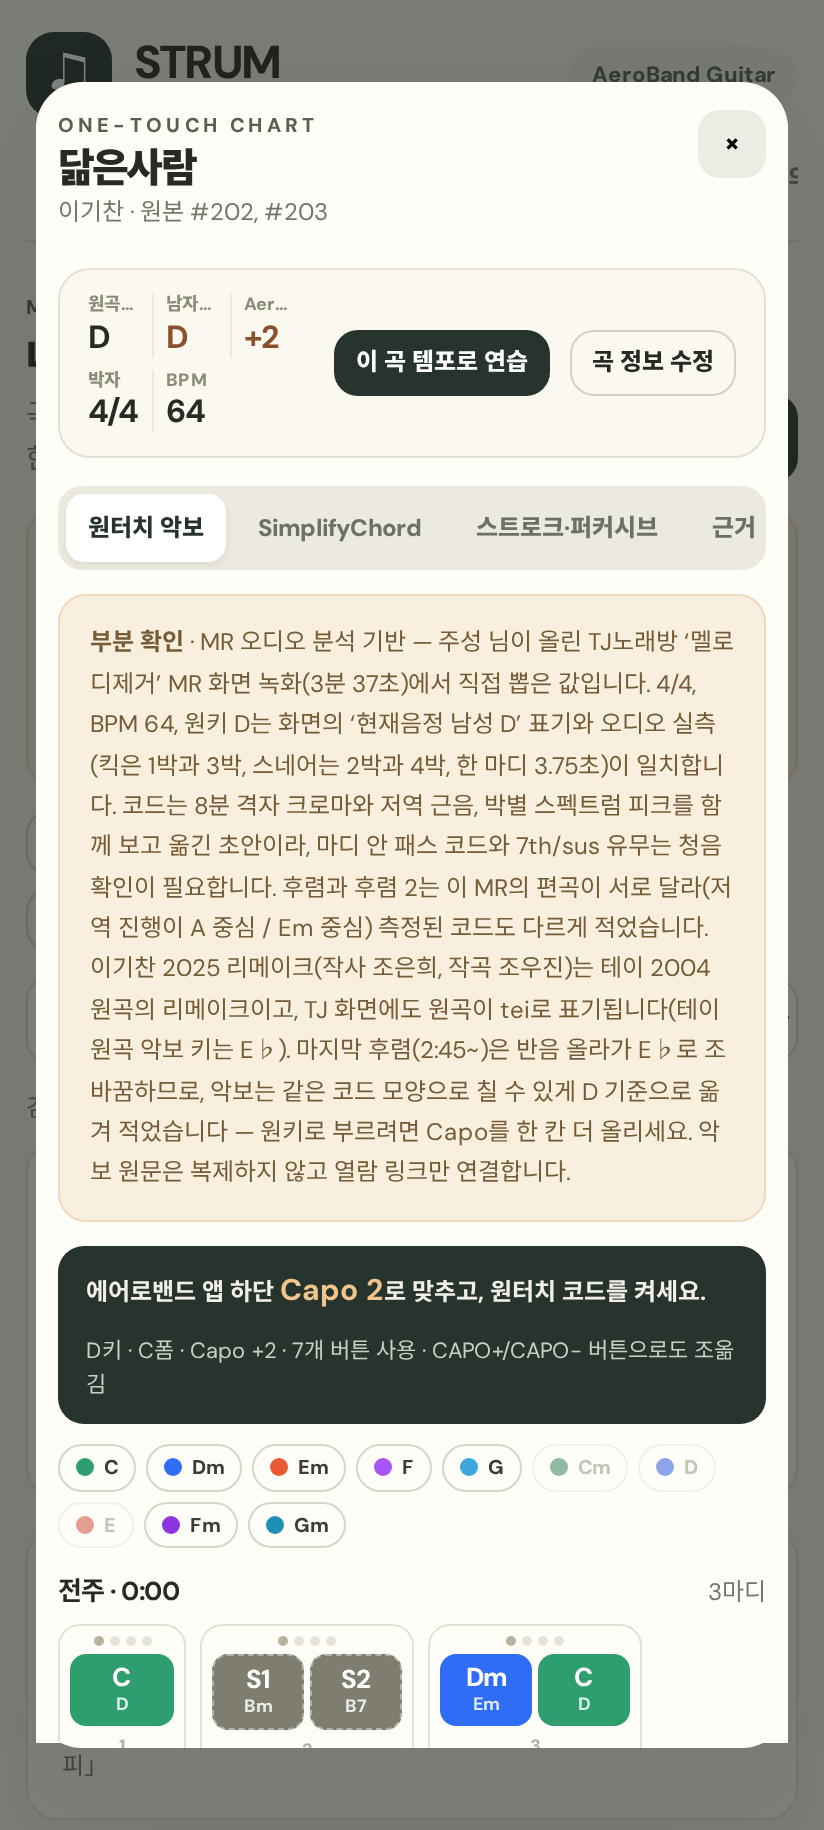 STRUM
AeroBand Guitar
ONE-TOUCH CHART
닮은사람
×
이기찬 · 원본 #202, #203
원곡...
남자...
Aer...
D
D
+2
이 곡 템포로 연습
곡 정보 수정
박자
BPM
4/4
64
원터치 악보
SimplifyChord
스트로크·퍼커시브
근거
부분 확인 · MR 오디오 분석 기반 — 주성 님이 올린 TJ노래방 ‘멜로
디제거’ MR 화면 녹화(3분 37초)에서 직접 뽑은 값입니다. 4/4,
BPM 64, 원키 D는 화면의 ‘현재음정 남성 D’ 표기와 오디오 실측
(킥은 1박과 3박, 스네어는 2박과 4박, 한 마디 3.75초)이 일치합니
다. 코드는 8분 격자 크로마와 저역 근음, 박별 스펙트럼 피크를 함
께 보고 옮긴 초안이라, 마디 안 패스 코드와 7th/sus 유무는 청음
확인이 필요합니다. 후렴과 후렴 2는 이 MR의 편곡이 서로 달라(저
역 진행이 A 중심 / Em 중심) 측정된 코드도 다르게 적었습니다.
이기찬 2025 리메이크(작사 조은희, 작곡 조우진)는 테이 2004
원곡의 리메이크이고, TJ 화면에도 원곡이 tei로 표기됩니다(테이
원곡 악보 키는 E♭). 마지막 후렴(2:45~)은 반음 올라가 E♭로 조
바꿈하므로, 악보는 같은 코드 모양으로 칠 수 있게 D 기준으로 옮
겨 적었습니다 — 원키로 부르려면 Capo를 한 칸 더 올리세요. 악
보 원문은 복제하지 않고 열람 링크만 연결합니다.
에어로밴드 앱 하단 Capo 2로 맞추고, 원터치 코드를 켜세요.
D키 · C폼 · Capo +2 · 7개 버튼 사용 · CAPO+/CAPO- 버튼으로도 조옮
김
C
Dm
Em
F
G
Cm
D
E
Fm
Gm
전주 · 0:00
3마디
C
S1
S2
Dm
C
D
Bm
B7
Em
D
1
2
3
피」